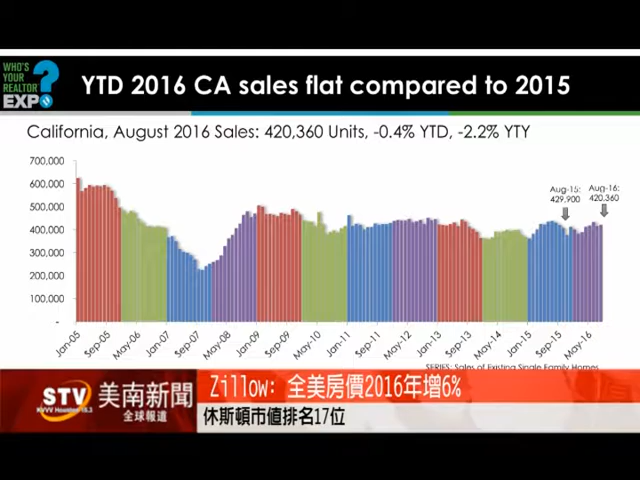 WHO'S
YOUR
REALTOR
?
EXPO
YTD 2016 CA sales flat compared to 2015
California, August 2016 Sales: 420,360 Units, -0.4% YTD, -2.2% YTY
700,000
600,000
500,000
400,000
300,000
200,000
100,000
-
Aug-15:
429,900
Aug-16:
420,360
Jan-05
Sep-05
May-06
Jan-07
Sep-07
May-08
Jan-09
Sep-09
May-10
Jan-11
Sep-11
May-12
Jan-13
Sep-13
May-14
Jan-15
Sep-15
May-16
SERIES: Sales of Existing Single Family Homes
STV
KVVV Houston 15.3
美南新聞
全球報道
Zillow: 全美房價2016年增6%
休斯頓市值排名17位